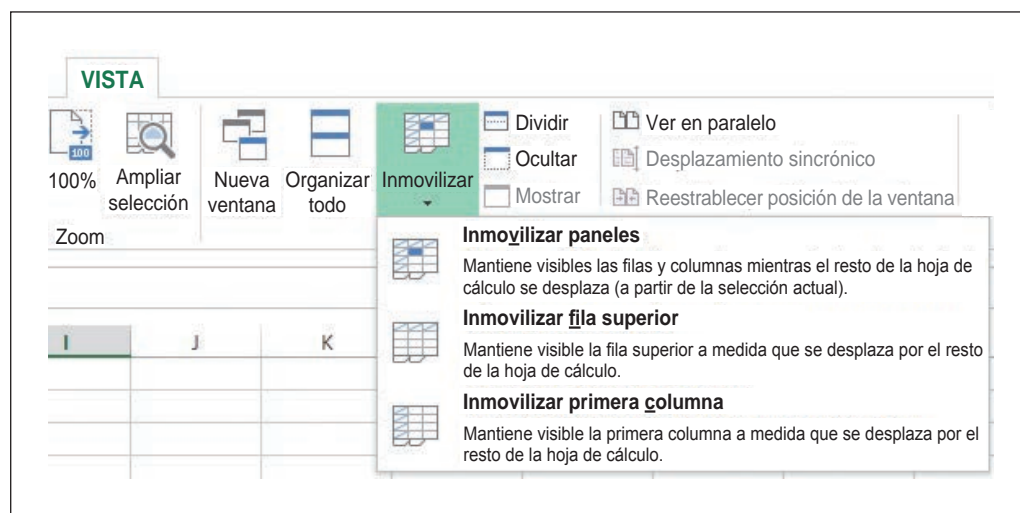 VISTA
100
100%
Ampliar
selección
Nueva
ventana
Organizar
todo
Inmovilizar
Dividir
Ocultar
Mostrar
Ver en paralelo
Desplazamiento sincrónico
Reestrablecer posición de la ventana
Zoom
Inmovilizar paneles
Mantiene visibles las filas y columnas mientras el resto de la hoja de
cálculo se desplaza (a partir de la selección actual).
Inmovilizar fila superior
Mantiene visible la fila superior a medida que se desplaza por el resto
de la hoja de cálculo.
Inmovilizar primera columna
Mantiene visible la primera columna a medida que se desplaza por el
resto de la hoja de cálculo.
I J K